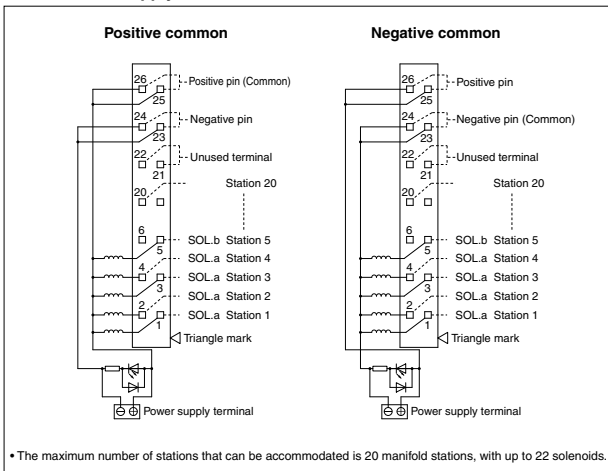 Positive common
26
Positive pin (Common)
25
24
Negative pin
23
22
Unused terminal
21
Station 20
20
6
SOL.b Station 5
5
SOL.a Station 4
4
SOL.a Station 3
3
SOL.a Station 2
2
SOL.a Station 1
1
Triangle mark
⊖ ⊕ Power supply terminal
Negative common
26
Positive pin
25
24
Negative pin (Common)
23
22
Unused terminal
21
Station 20
20
6
SOL.b Station 5
5
SOL.a Station 4
4
SOL.a Station 3
3
SOL.a Station 2
2
SOL.a Station 1
1
Triangle mark
⊖ ⊕ Power supply terminal
• The maximum number of stations that can be accommodated is 20 manifold stations, with up to 22 solenoids.